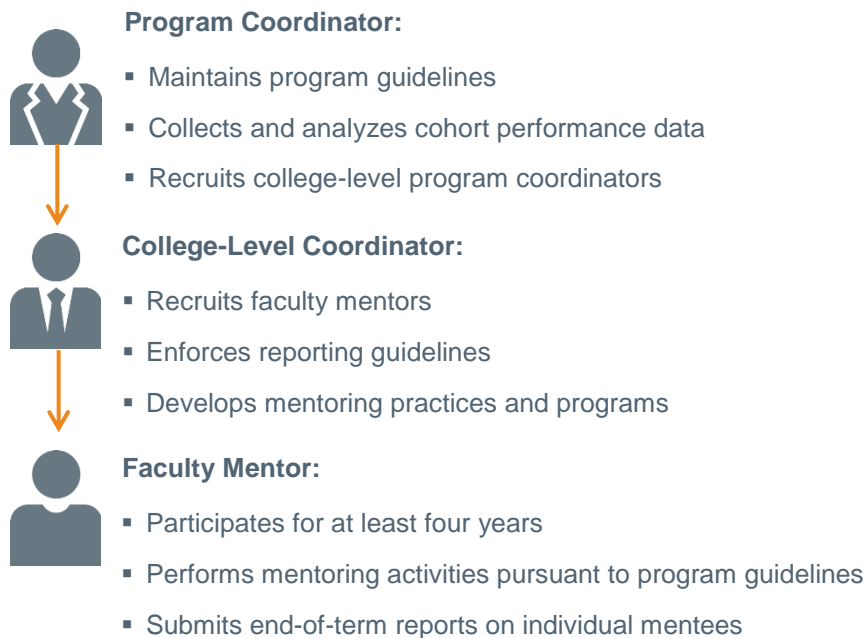 Program Coordinator:
▪ Maintains program guidelines
▪ Collects and analyzes cohort performance data
▪ Recruits college-level program coordinators
College-Level Coordinator:
▪ Recruits faculty mentors
▪ Enforces reporting guidelines
▪ Develops mentoring practices and programs
Faculty Mentor:
▪ Participates for at least four years
▪ Performs mentoring activities pursuant to program guidelines
▪ Submits end-of-term reports on individual mentees